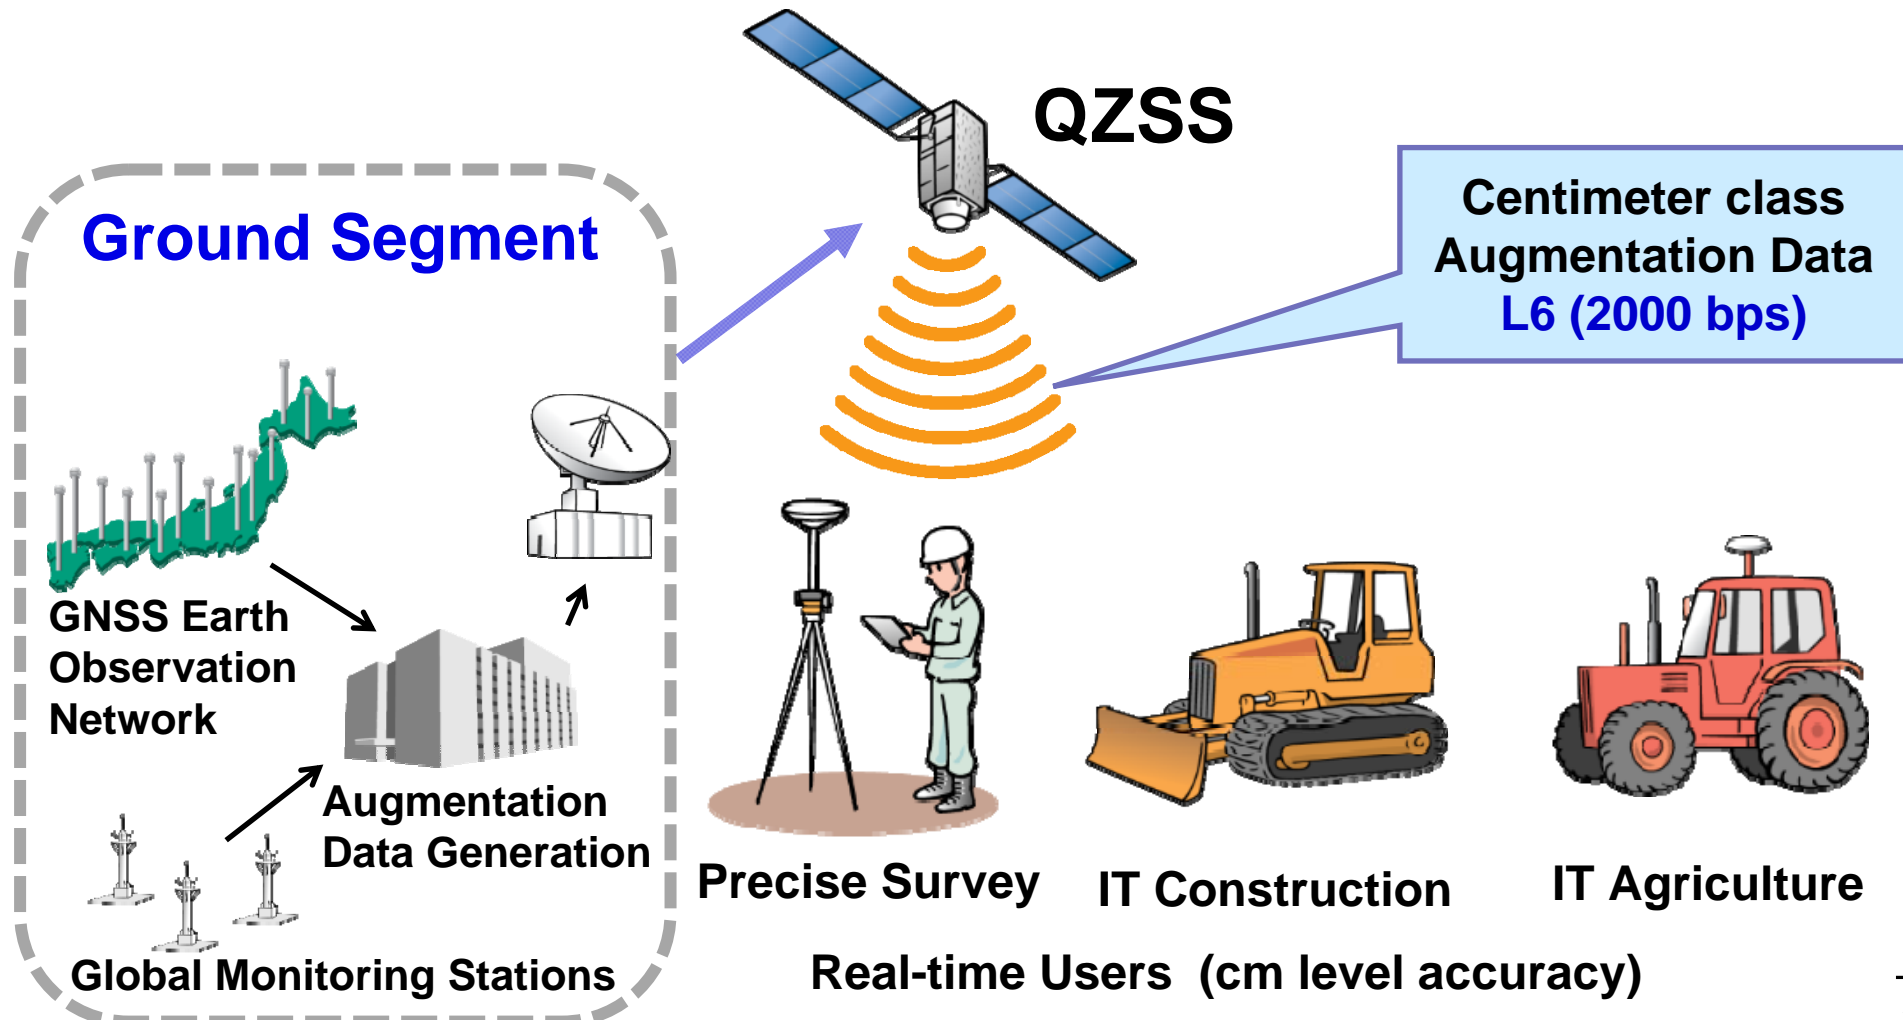 QZSS
Centimeter class
Augmentation Data
L6 (2000 bps)
Ground Segment
GNSS Earth
Observation
Network
Augmentation
Data Generation
Global Monitoring Stations
Precise Survey
IT Construction
IT Agriculture
Real-time Users (cm level accuracy)